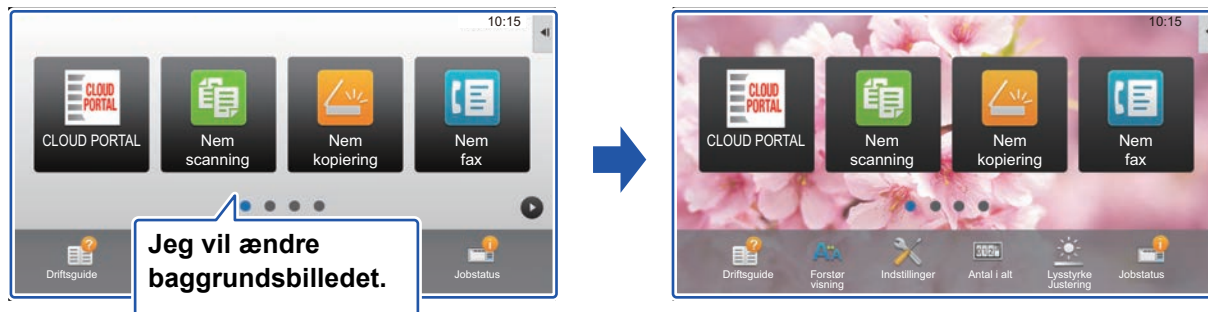 10:15
CLOUD
PORTAL
CLOUD PORTAL
Nem
scanning
Nem
kopiering
Nem
fax
Jeg vil ændre
baggrundsbilledet.
Driftsguide
Jobstatus
10:15
CLOUD
PORTAL
CLOUD PORTAL
Nem
scanning
Nem
kopiering
Nem
fax
Driftsguide
Forstør
visning
Indstillinger
Antal i alt
Lysstyrke
Justering
Jobstatus